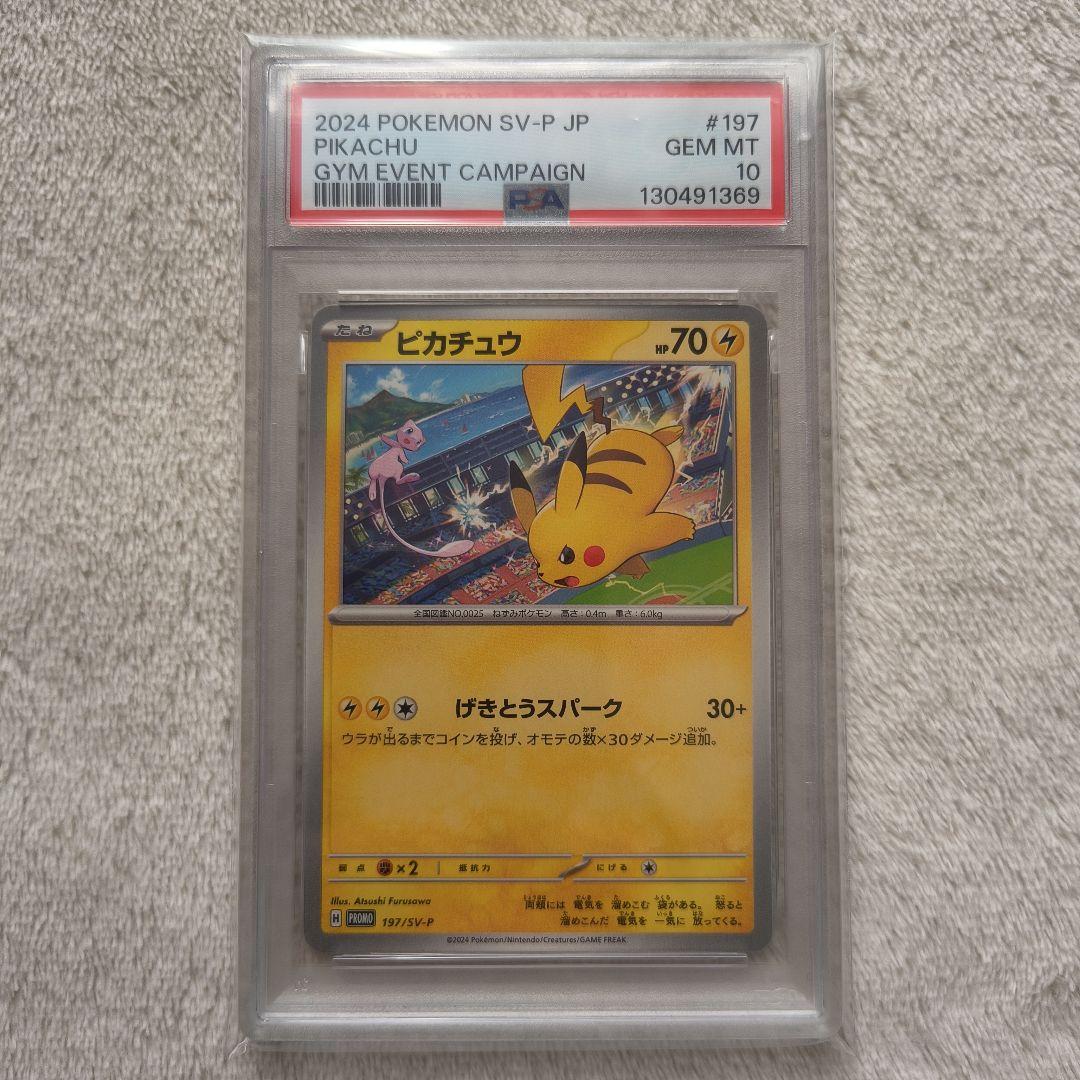 2024 POKEMON SV-P JP #197
PIKACHU GEM MT
GYM EVENT CAMPAIGN 10
PSA 130491369
たね ピカチュウ HP70
全国図鑑NO.0025 ねずみポケモン 高さ:0.4m 重さ:6.0kg
げきとうスパーク 30+
ウラが出るまでコインを投げ、オモテの数×30ダメージ追加。
弱点 ×2 抵抗力 にげる
Illus. Atsushi Furusawa
両頬には 電気を 溜めこむ 袋がある。 怒ると
溜めこんだ 電気を 一気に 放ってくる。
H PROMO 197/SV-P
©2024 Pokémon/Nintendo/Creatures/GAME FREAK